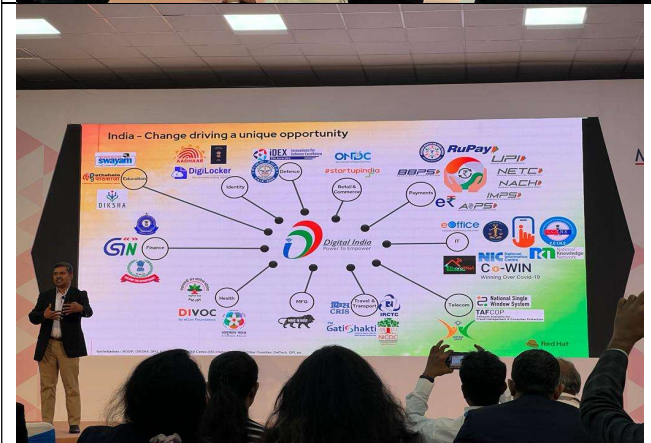 India – Change driving a unique opportunity
swayam
Education
DIKSHA
AADHAAR
DigiLocker
Identity
iDEX
Defence
ONDC
#startupindia
Retail &
Commerce
RuPay
UPI
BBPS
NETC
NACH
IMPS
AePS
e₹
Payments
Digital India
Power To Empower
IT
eOffice
NIC
National
Informatics
Centre
National
Knowledge
Network
Co-WIN
Winning Over Covid-19
Finance
Health
DIVOC
MFG
Travel &
Transport
CRIS
IRCTC
GatiShakti
NICDC
Telecom
National Single
Window System
TAFCOP
Red Hat